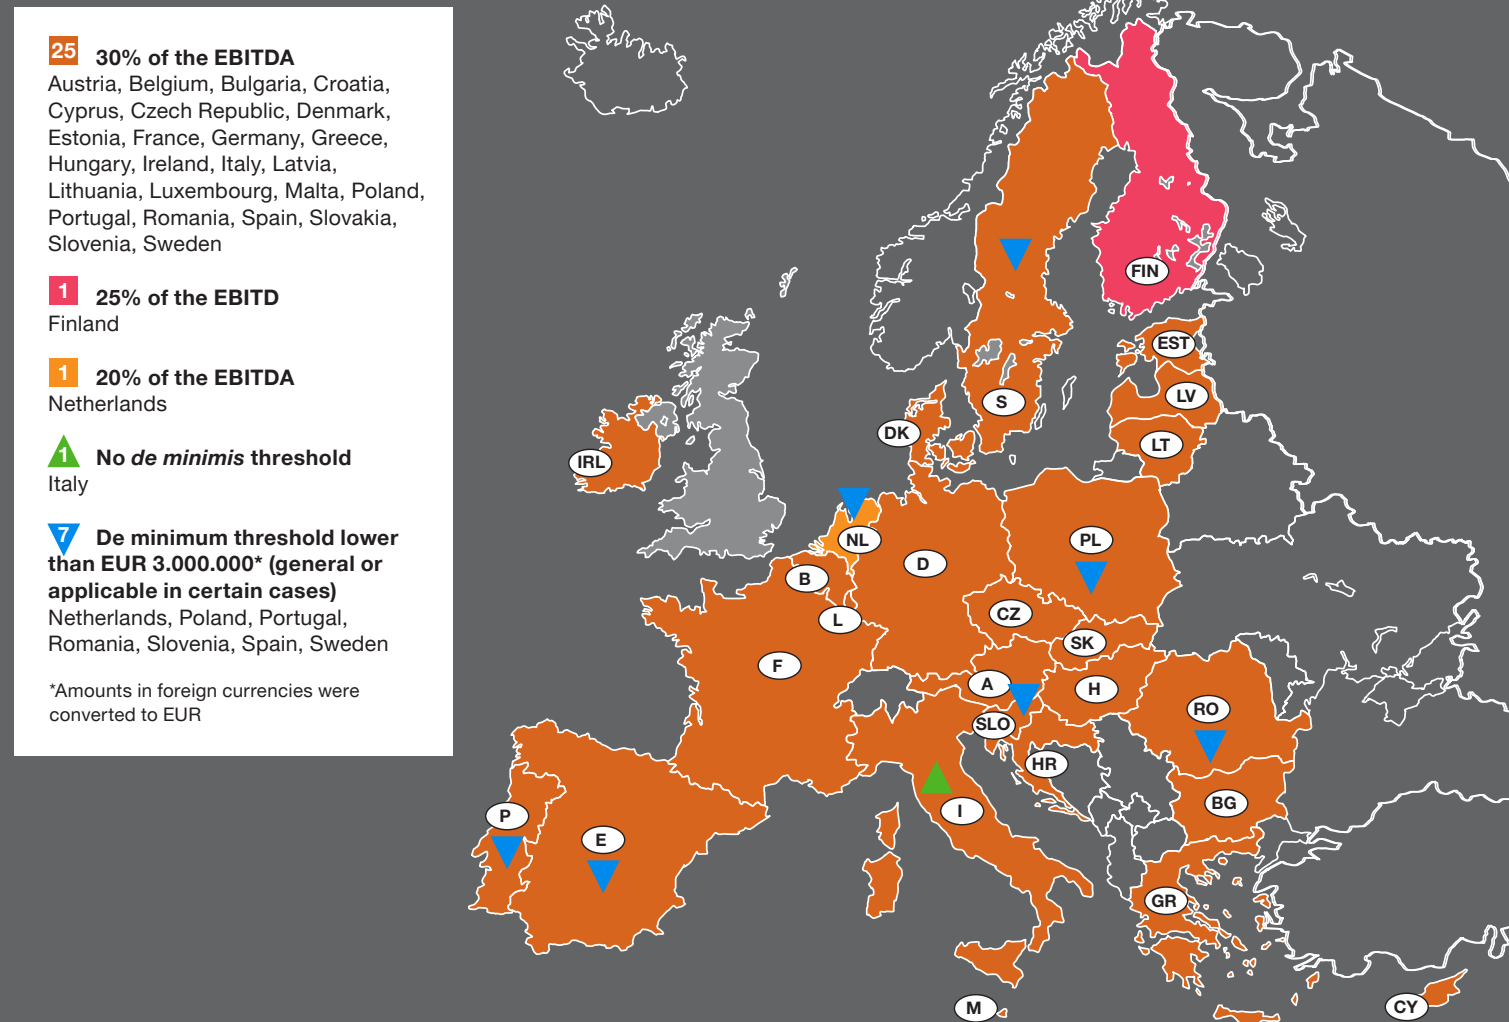 25 30% of the EBITDA
Austria, Belgium, Bulgaria, Croatia,
Cyprus, Czech Republic, Denmark,
Estonia, France, Germany, Greece,
Hungary, Ireland, Italy, Latvia,
Lithuania, Luxembourg, Malta, Poland,
Portugal, Romania, Spain, Slovakia,
Slovenia, Sweden
1 25% of the EBITD
Finland
1 20% of the EBITDA
Netherlands
1 No de minimis threshold
Italy
7 De minimum threshold lower
than EUR 3.000.000* (general or
applicable in certain cases)
Netherlands, Poland, Portugal,
Romania, Slovenia, Spain, Sweden
*Amounts in foreign currencies were
converted to EUR
FIN
EST
LV
S
DK
LT
IRL
NL
PL
D
B
CZ
L
SK
F
A
H
RO
SLO
HR
BG
I
P
E
GR
M
CY